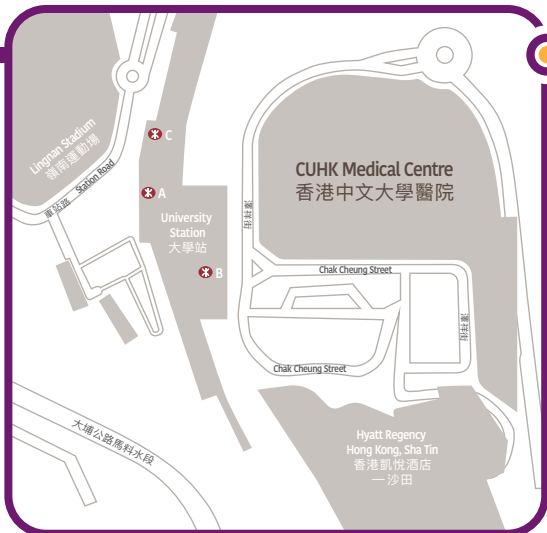 Lingnan Stadium
嶺南運動場
Station Road
車站路
C
A
University
Station
大學站
B
CUHK Medical Centre
香港中文大學醫院
澤祥街
Chak Cheung Street
澤祥街
Chak Cheung Street
大埔公路馬料水段
Hyatt Regency
Hong Kong, Sha Tin
香港凱悅酒店
一沙田